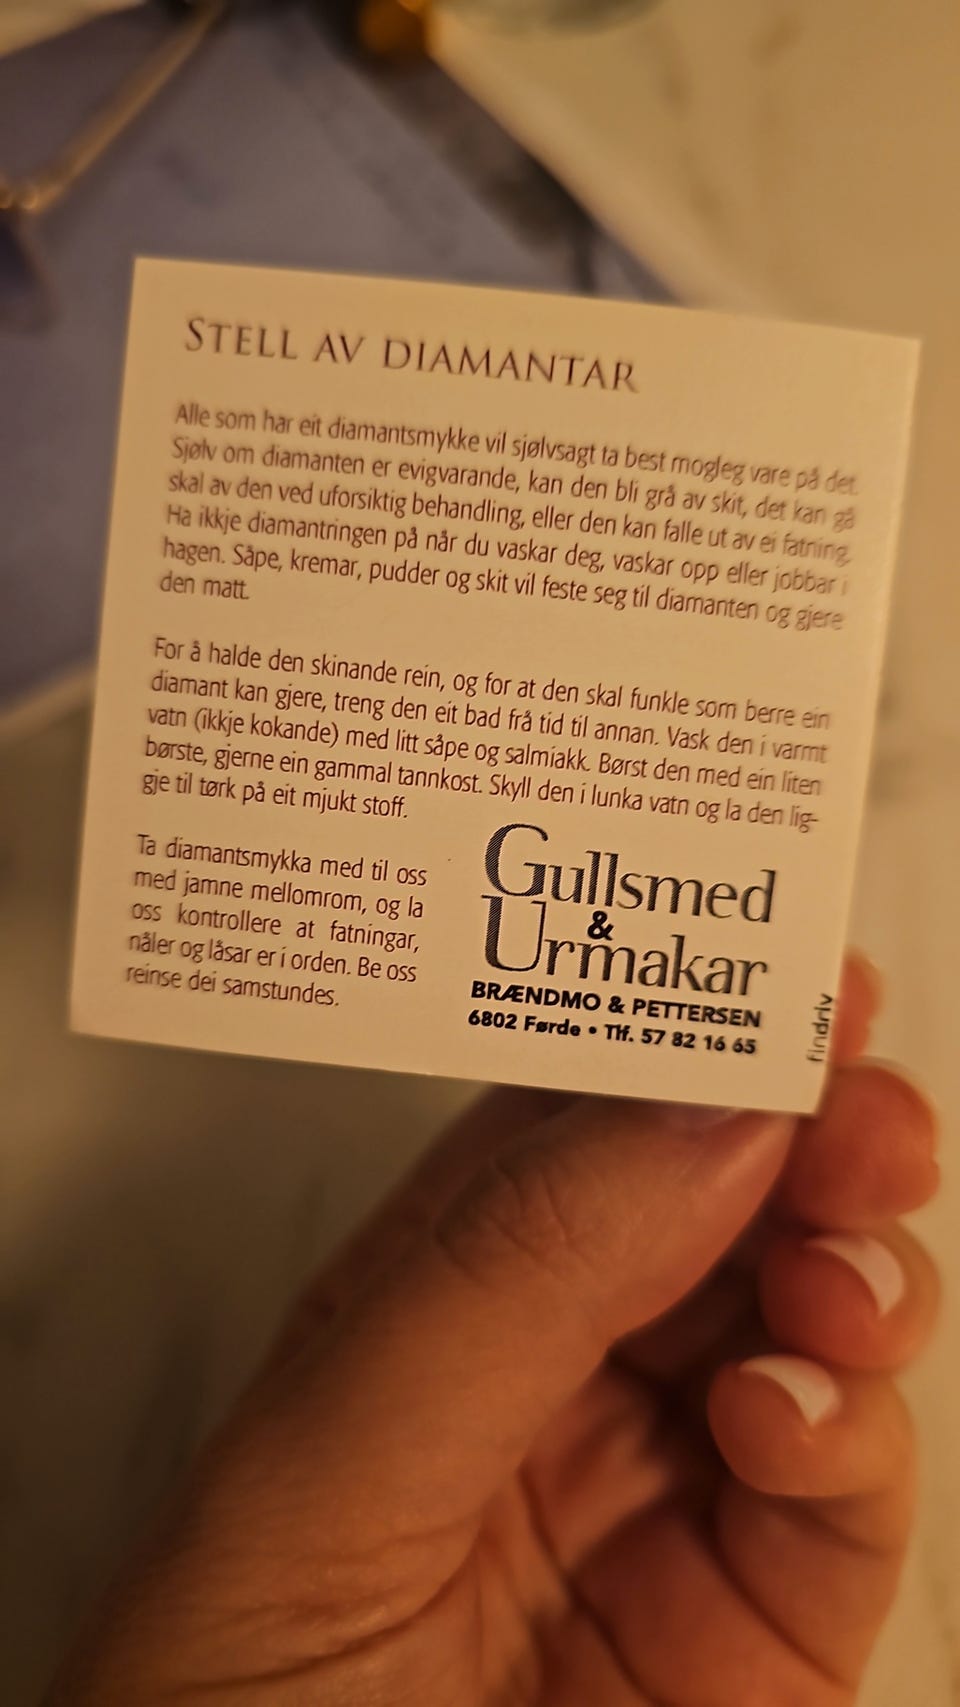 STELL AV DIAMANTAR
Alle som har eit diamantsmykke vil sjølvsagt ta best mogleg vare på det.
Sjølv om diamanten er evigvarande, kan den bli grå av skit, det kan gå
skal av den ved uforsiktig behandling, eller den kan falle ut av ei fatning.
Ha ikkje diamantringen på når du vaskar deg, vaskar opp eller jobbar i
hagen. Såpe, kremar, pudder og skit vil feste seg til diamanten og gjere
den matt.
For å halde den skinande rein, og for at den skal funkle som berre ein
diamant kan gjere, treng den eit bad frå tid til annan. Vask den i varmt
vatn (ikkje kokande) med litt såpe og salmiakk. Børst den med ein liten
børste, gjerne ein gammal tannkost. Skyll den i lunka vatn og la den lig-
gje til tørk på eit mjukt stoff.
Ta diamantsmykka med til oss
med jamne mellomrom, og la
oss kontrollere at fatningar,
nåler og låsar er i orden. Be oss
reinse dei samstundes.
Gullsmed
&
Urmakar
BRÆNDMO & PETTERSEN
6802 Førde • Tlf. 57 82 16 65
findriv